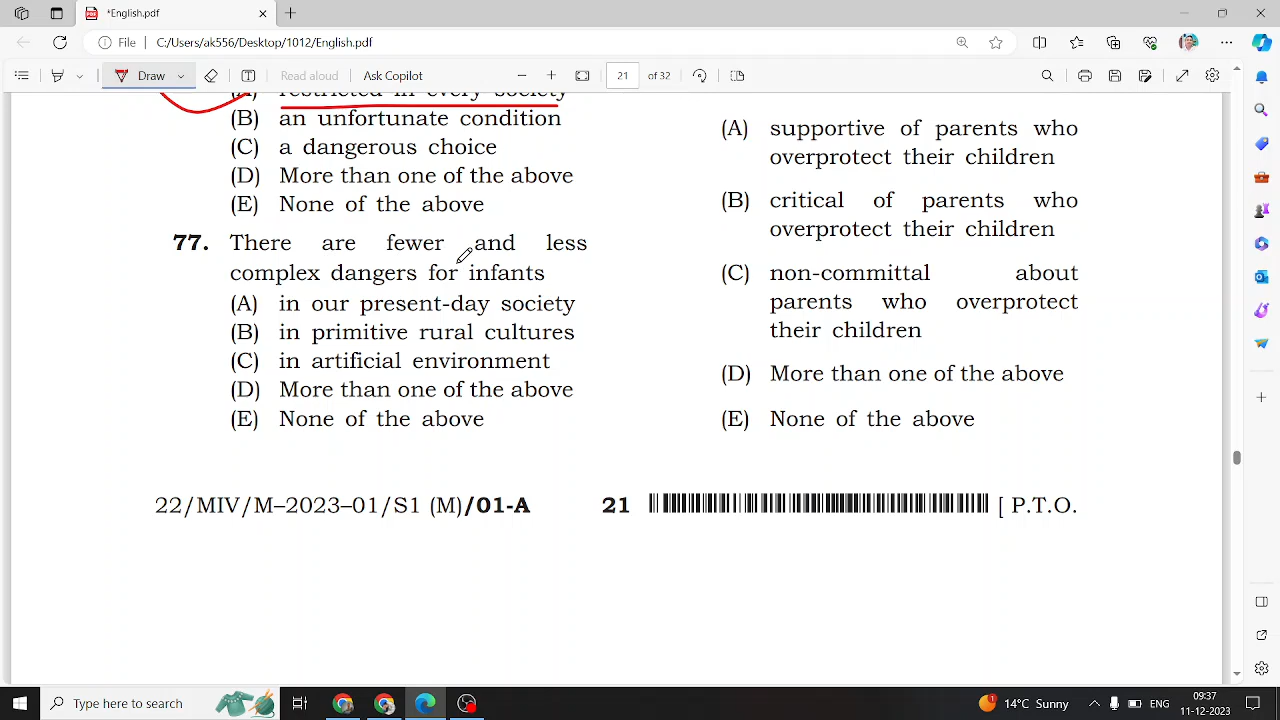 *English.pdf
File
C:/Users/ak556/Desktop/1012/English.pdf
Draw
Read aloud
Ask Copilot
21
of 32
(A) restricted in every society
(B) an unfortunate condition
(C) a dangerous choice
(D) More than one of the above
(E) None of the above
77. There are fewer and less
complex dangers for infants
(A) in our present-day society
(B) in primitive rural cultures
(C) in artificial environment
(D) More than one of the above
(E) None of the above
(A) supportive of parents who
overprotect their children
(B) critical of parents who
overprotect their children
(C) non-committal about
parents who overprotect
their children
(D) More than one of the above
(E) None of the above
22/MIV/M–2023–01/S1 (M)/01-A
21
[ P.T.O.
Type here to search
14°C Sunny
ENG
09:37
11-12-2023